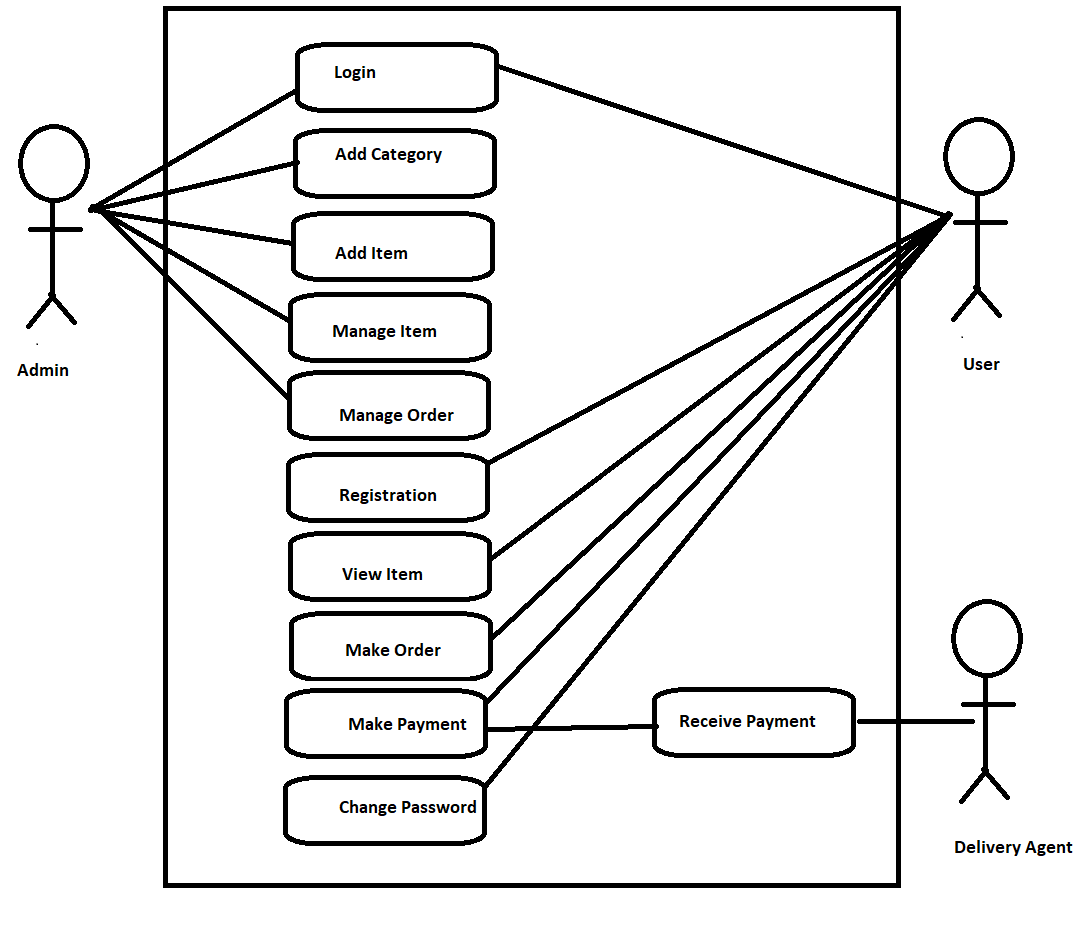 Login
Add Category
Add Item
Manage Item
Manage Order
Registration
View Item
Make Order
Make Payment
Receive Payment
Change Password
Admin
User
Delivery Agent